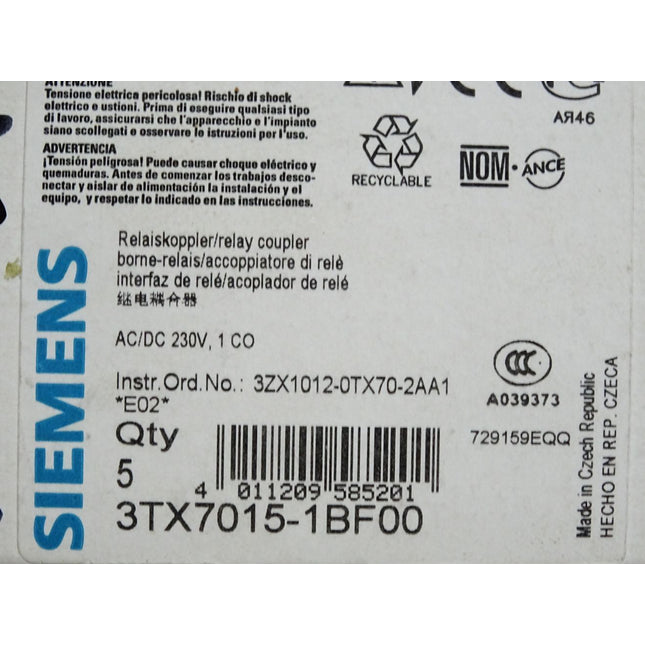 ATTENZIONE
Tensione elettrica pericolosa! Rischio di shock
elettrico e ustioni. Prima di eseguire qualsiasi tipo
di lavoro, assicurarsi che l'apparecchio e l'impianto
siano scollegati e osservare le istruzioni per l'uso.
ADVERTENCIA
¡Tensión peligrosa! Puede causar choque eléctrico y
quemaduras. Antes de comenzar los trabajos desco-
nectar y aislar de alimentación la instalación y el
equipo, y respetar lo indicado en las instrucciones.
RECYCLABLE
NOM·ANCE
АЯ46
SIEMENS
Relaiskoppler/relay coupler
borne-relais/accoppiatore di relè
interfaz de relé/acoplador de relé
继电耦合器
AC/DC 230V, 1 CO
Instr.Ord.No.: 3ZX1012-0TX70-2AA1
*E02*
Qty
5
4 011209 585201
3TX7015-1BF00
CCC
A039373
729159EQQ
Made in Czech Republic
HECHO EN REP. CZECA